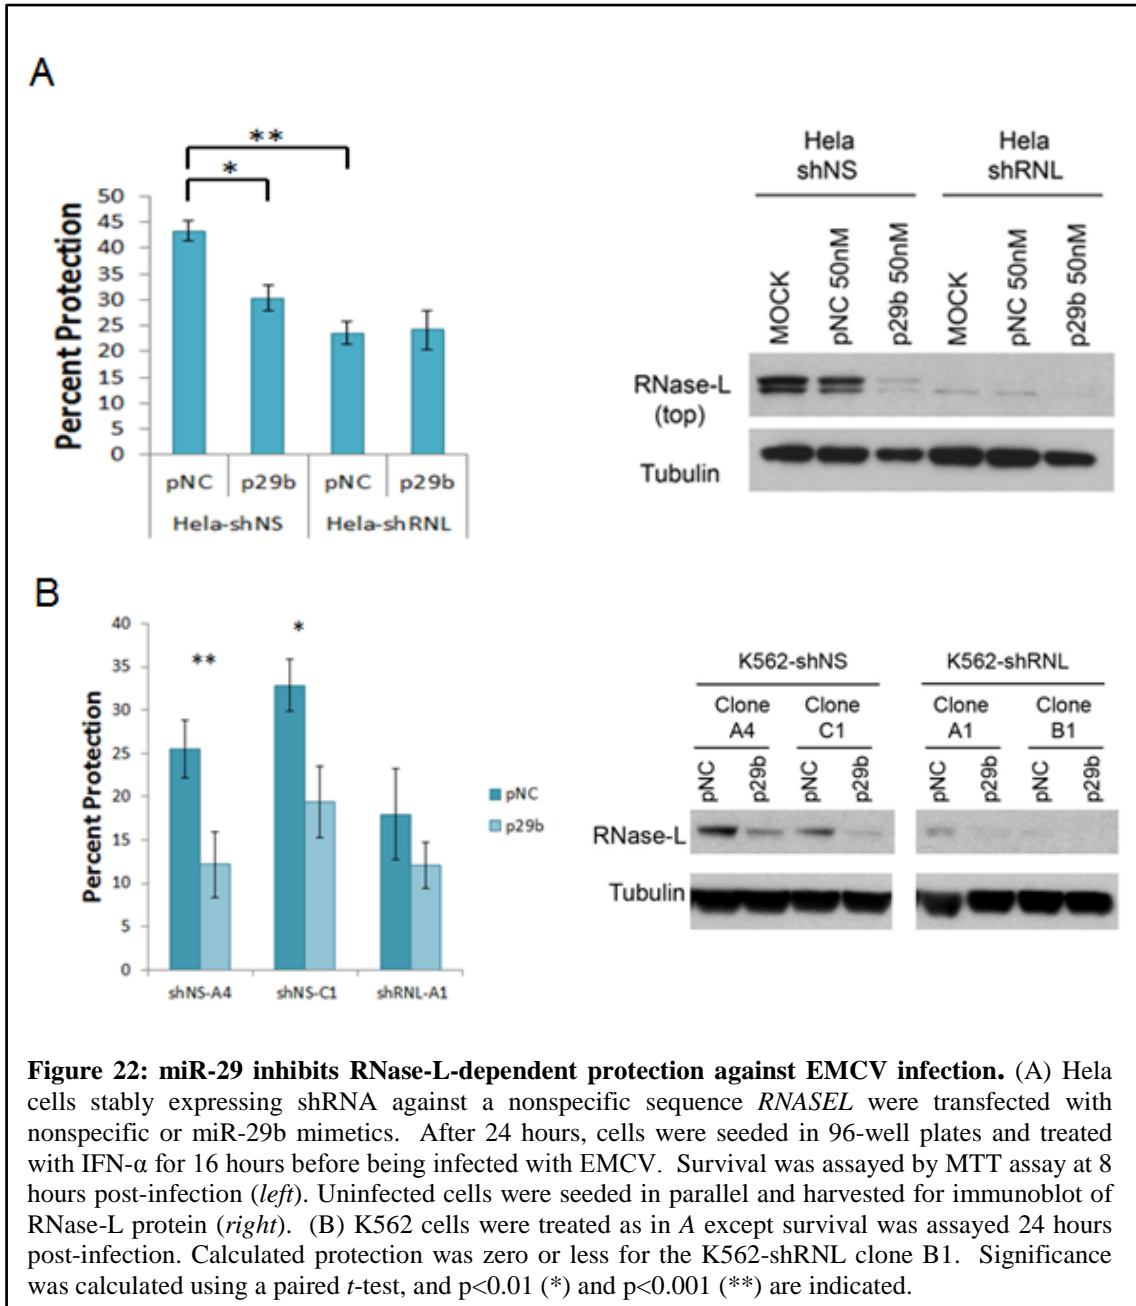 A
**
*
50
45
40
35
30
25
20
15
10
5
0
Percent Protection
pNC p29b pNC p29b
Hela-shNS Hela-shRNL
Hela shNS
Hela shRNL
MOCK
pNC 50nM
p29b 50nM
MOCK
pNC 50nM
p29b 50nM
RNase-L
(top)
Tubulin
B
40
35
30
25
20
15
10
5
0
Percent Protection
**
*
pNC
p29b
shNS-A4 shNS-C1 shRNL-A1
K562-shNS K562-shRNL
Clone A4
Clone C1
Clone A1
Clone B1
pNC
p29b
pNC
p29b
pNC
p29b
pNC
p29b
RNase-L
Tubulin
Figure 22: miR-29 inhibits RNase-L-dependent protection against EMCV infection. (A) Hela
cells stably expressing shRNA against a nonspecific sequence RNASEL were transfected with
nonspecific or miR-29b mimetics. After 24 hours, cells were seeded in 96-well plates and treated
with IFN-α for 16 hours before being infected with EMCV. Survival was assayed by MTT assay at 8
hours post-infection (left). Uninfected cells were seeded in parallel and harvested for immunoblot of
RNase-L protein (right). (B) K562 cells were treated as in A except survival was assayed 24 hours
post-infection. Calculated protection was zero or less for the K562-shRNL clone B1. Significance
was calculated using a paired t-test, and p<0.01 (*) and p<0.001 (**) are indicated.